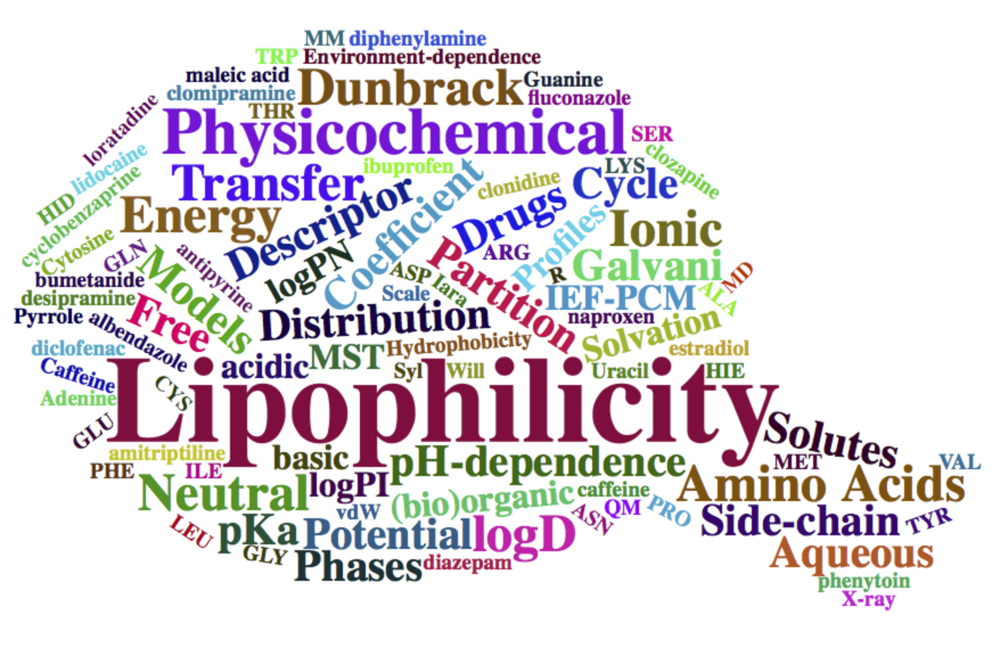 MM diphenylamine
TRP Environment-dependence
maleic acid Dunbrack Guanine
clomipramine fluconazole
THR
loratadine Physicochemical SER
lidocaine clozapine
cyclobenzaprine Transfer ibuprofen LYS
HID Energy Descriptor Coefficient clonidine Cycle
Drugs Profiles Ionic
Cytosine GLN Models antipyrine logPN Partition ARG Galvani
bumetanide ASP Iara R MD
desipramine Free Scale IEF-PCM ALA
Pyrrole albendazole Distribution naproxen
diclofenac MST Hydrophobicity Solvation estradiol
Caffeine acidic Syl Will Uracil HIE
Adenine CYS Lipophilicity
GLU Solutes
amitriptiline basic pH-dependence MET VAL
PHE ILE
Neutral logPI (bio)organic caffeine Amino Acids
vdW ASN QM PRO Side-chain TYR
LEU pKa Potential logD
GLY Phases diazepam Aqueous
phenytoin
X-ray